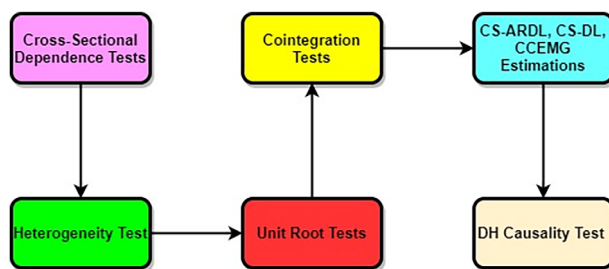 Cross-Sectional
Dependence Tests
Cointegration
Tests
CS-ARDL, CS-DL,
CCEMG
Estimations
Heterogeneity Test
Unit Root Tests
DH Causality Test